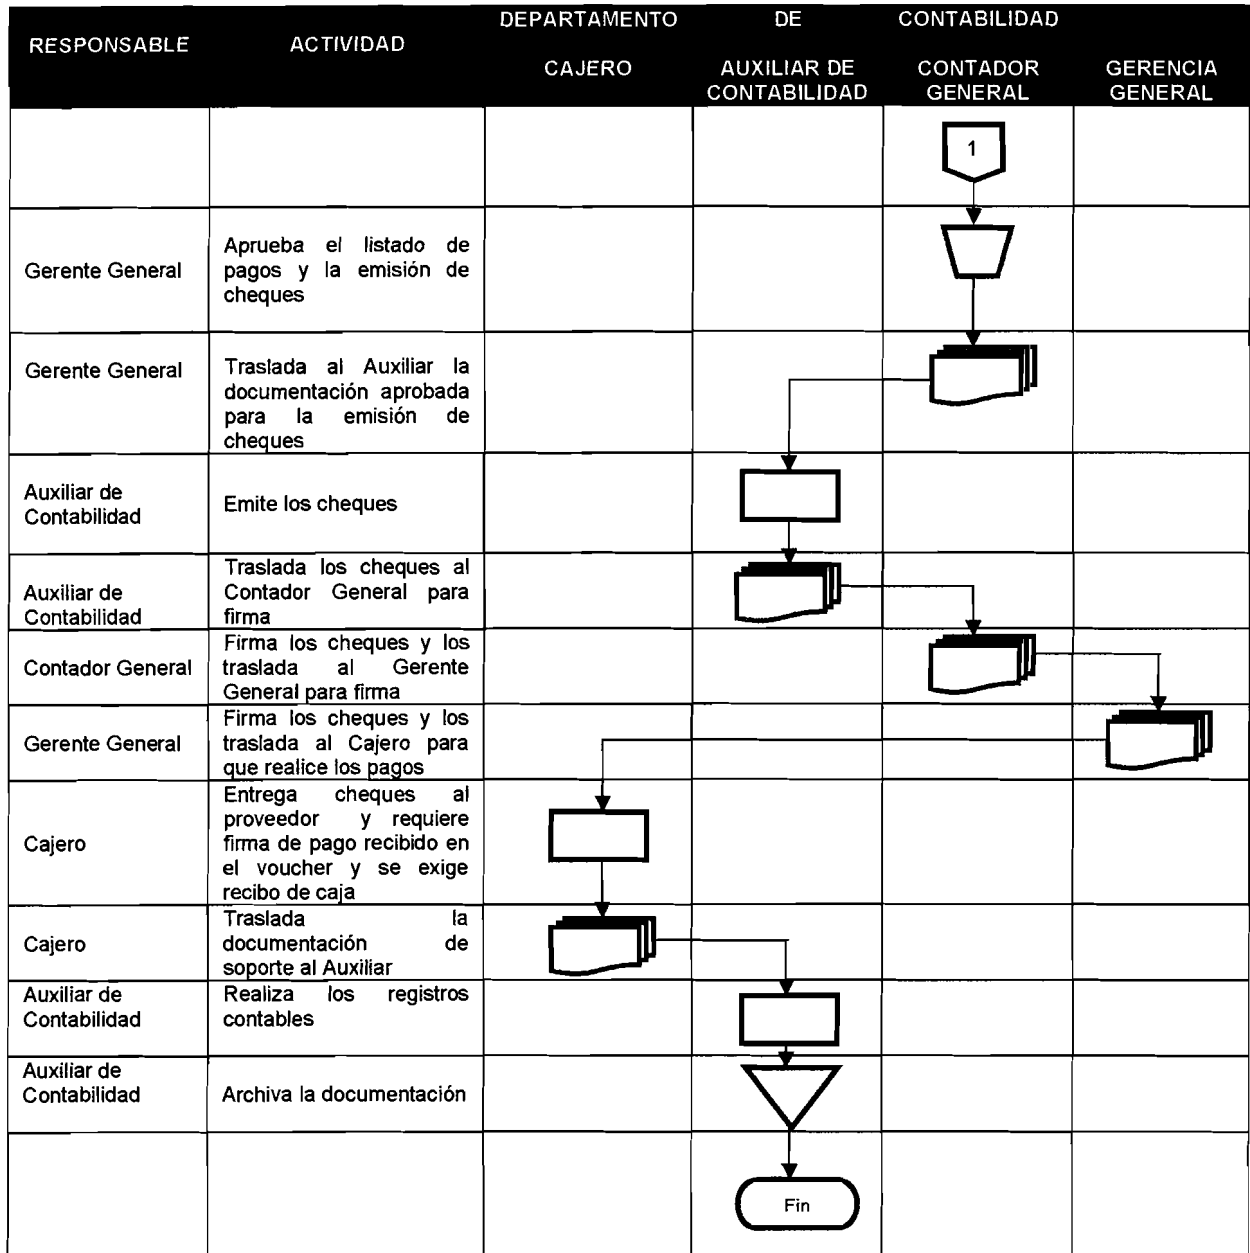 RESPONSABLE
ACTIVIDAD
DEPARTAMENTO DE CONTABILIDAD
CAJERO
AUXILIAR DE
CONTABILIDAD
CONTADOR
GENERAL
GERENCIA
GENERAL
1
Gerente General
Aprueba el listado de
pagos y la emisión de
cheques
Gerente General
Traslada al Auxiliar la
documentación aprobada
para la emisión de
cheques
Auxiliar de
Contabilidad
Emite los cheques
Auxiliar de
Contabilidad
Traslada los cheques al
Contador General para
firma
Contador General
Firma los cheques y los
traslada al Gerente
General para firma
Gerente General
Firma los cheques y los
traslada al Cajero para
que realice los pagos
Cajero
Entrega cheques al
proveedor y requiere
firma de pago recibido en
el voucher y se exige
recibo de caja
Cajero
Traslada la
documentación de
soporte al Auxiliar
Auxiliar de
Contabilidad
Realiza los registros
contables
Auxiliar de
Contabilidad
Archiva la documentación
Fin